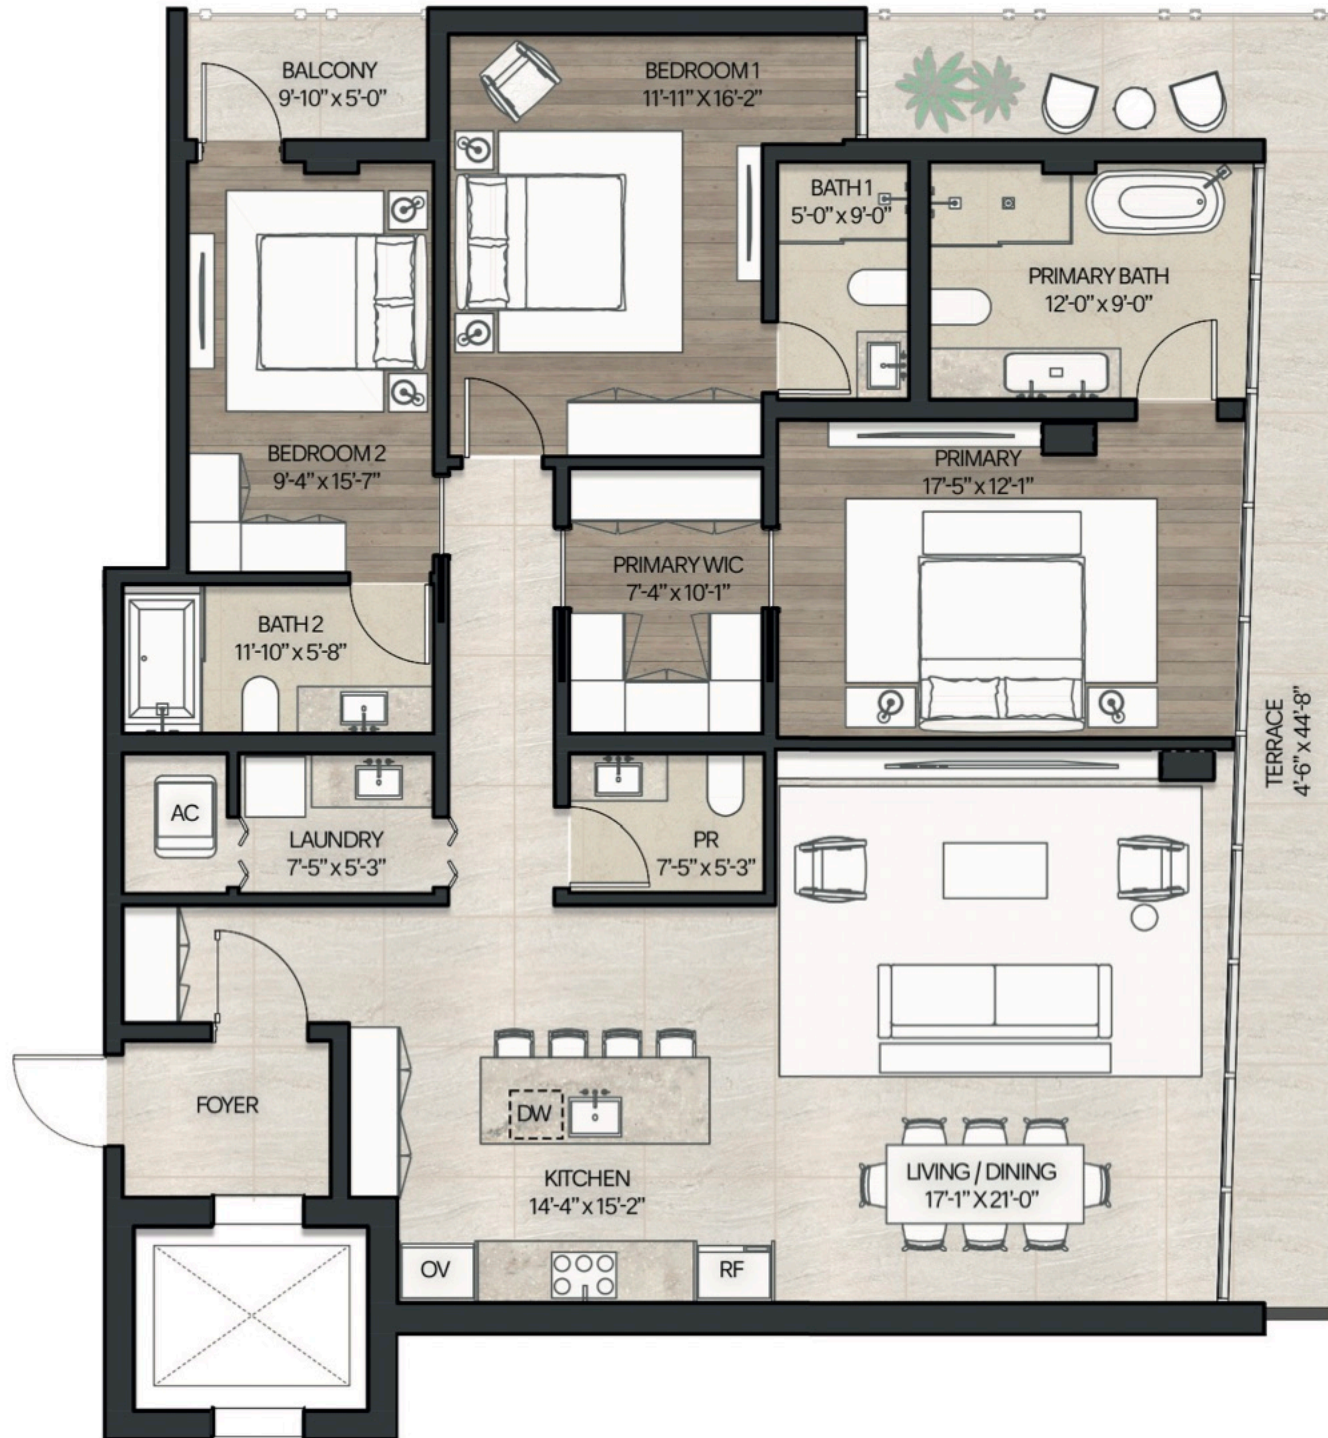 BALCONY
9'-10" x 5'-0"
BEDROOM 1
11'-11" X 16'-2"
BATH 1
5'-0" x 9'-0"
PRIMARY BATH
12'-0" x 9'-0"
BEDROOM 2
9'-4" x 15'-7"
PRIMARY
17'-5" x 12'-1"
PRIMARY WIC
7'-4" x 10'-1"
BATH 2
11'-10" x 5'-8"
TERRACE
4'-6" x 44'-8"
AC
LAUNDRY
7'-5" x 5'-3"
PR
7'-5" x 5'-3"
FOYER
DW
KITCHEN
14'-4" x 15'-2"
LIVING / DINING
17'-1" X 21'-0"
OV
RF